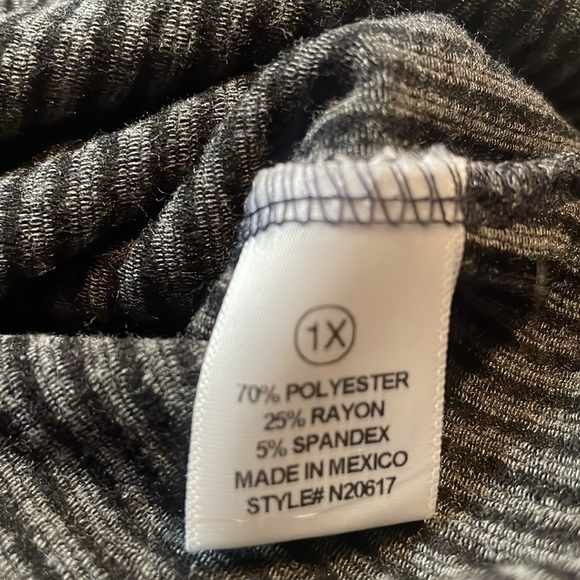 1X
70% POLYESTER
25% RAYON
5% SPANDEX
MADE IN MEXICO
STYLE# N20617